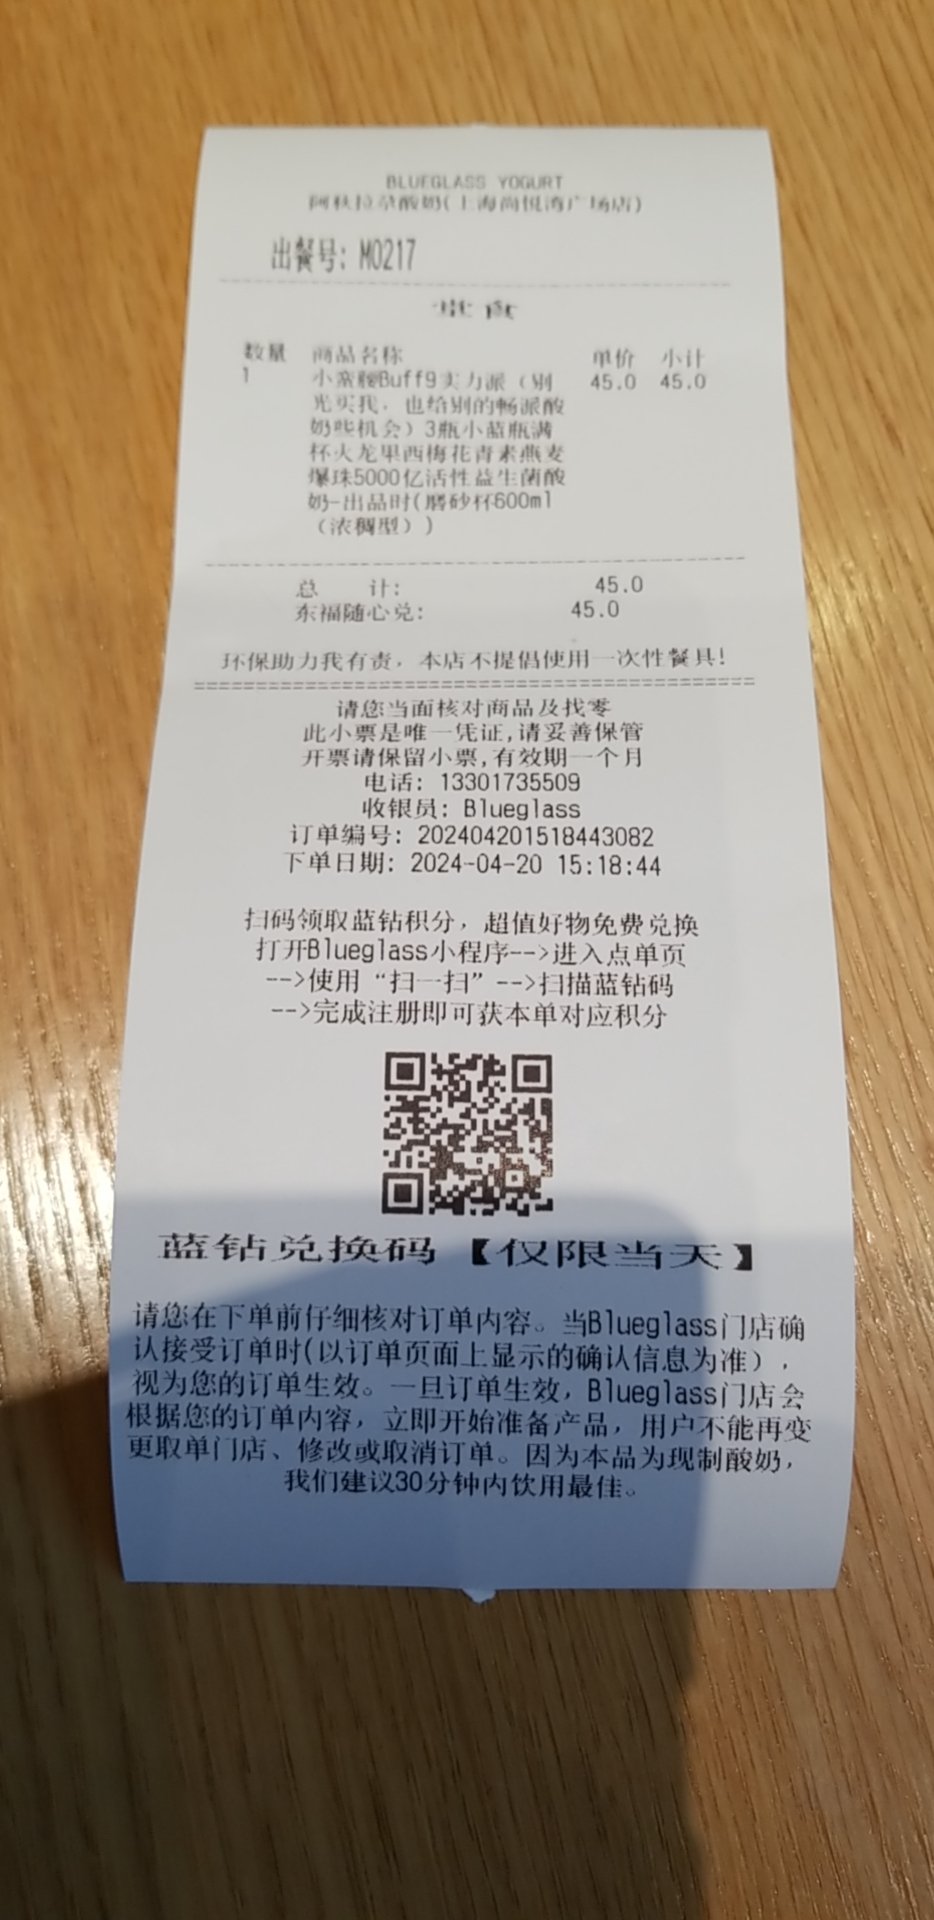 BLUEGLASS YOGURT
阿秋拉尕酸奶(上海尚悦湾广场店)
出餐号: M0217
堂食
数量 商品名称 单价 小计
1 小蛮腰Buff9实力派（别 45.0 45.0
光买我，也给别的畅派酸
奶些机会）3瓶小蓝瓶满
杯火龙果西梅花青素燕麦
爆珠5000亿活性益生菌酸
奶-出品时(磨砂杯600ml
（浓稠型）)
总 计: 45.0
东福随心兑: 45.0
环保助力我有责，本店不提倡使用一次性餐具!
请您当面核对商品及找零
此小票是唯一凭证,请妥善保管
开票请保留小票,有效期一个月
电话: 13301735509
收银员: Blueglass
订单编号: 202404201518443082
下单日期: 2024-04-20 15:18:44
扫码领取蓝钻积分，超值好物免费兑换
打开Blueglass小程序-->进入点单页
-->使用“扫一扫”-->扫描蓝钻码
-->完成注册即可获本单对应积分
蓝钻兑换码【仅限当天】
请您在下单前仔细核对订单内容。当Blueglass门店确
认接受订单时(以订单页面上显示的确认信息为准)，
视为您的订单生效。一旦订单生效，Blueglass门店会
根据您的订单内容，立即开始准备产品，用户不能再变
更取单门店、修改或取消订单。因为本品为现制酸奶，
我们建议30分钟内饮用最佳。